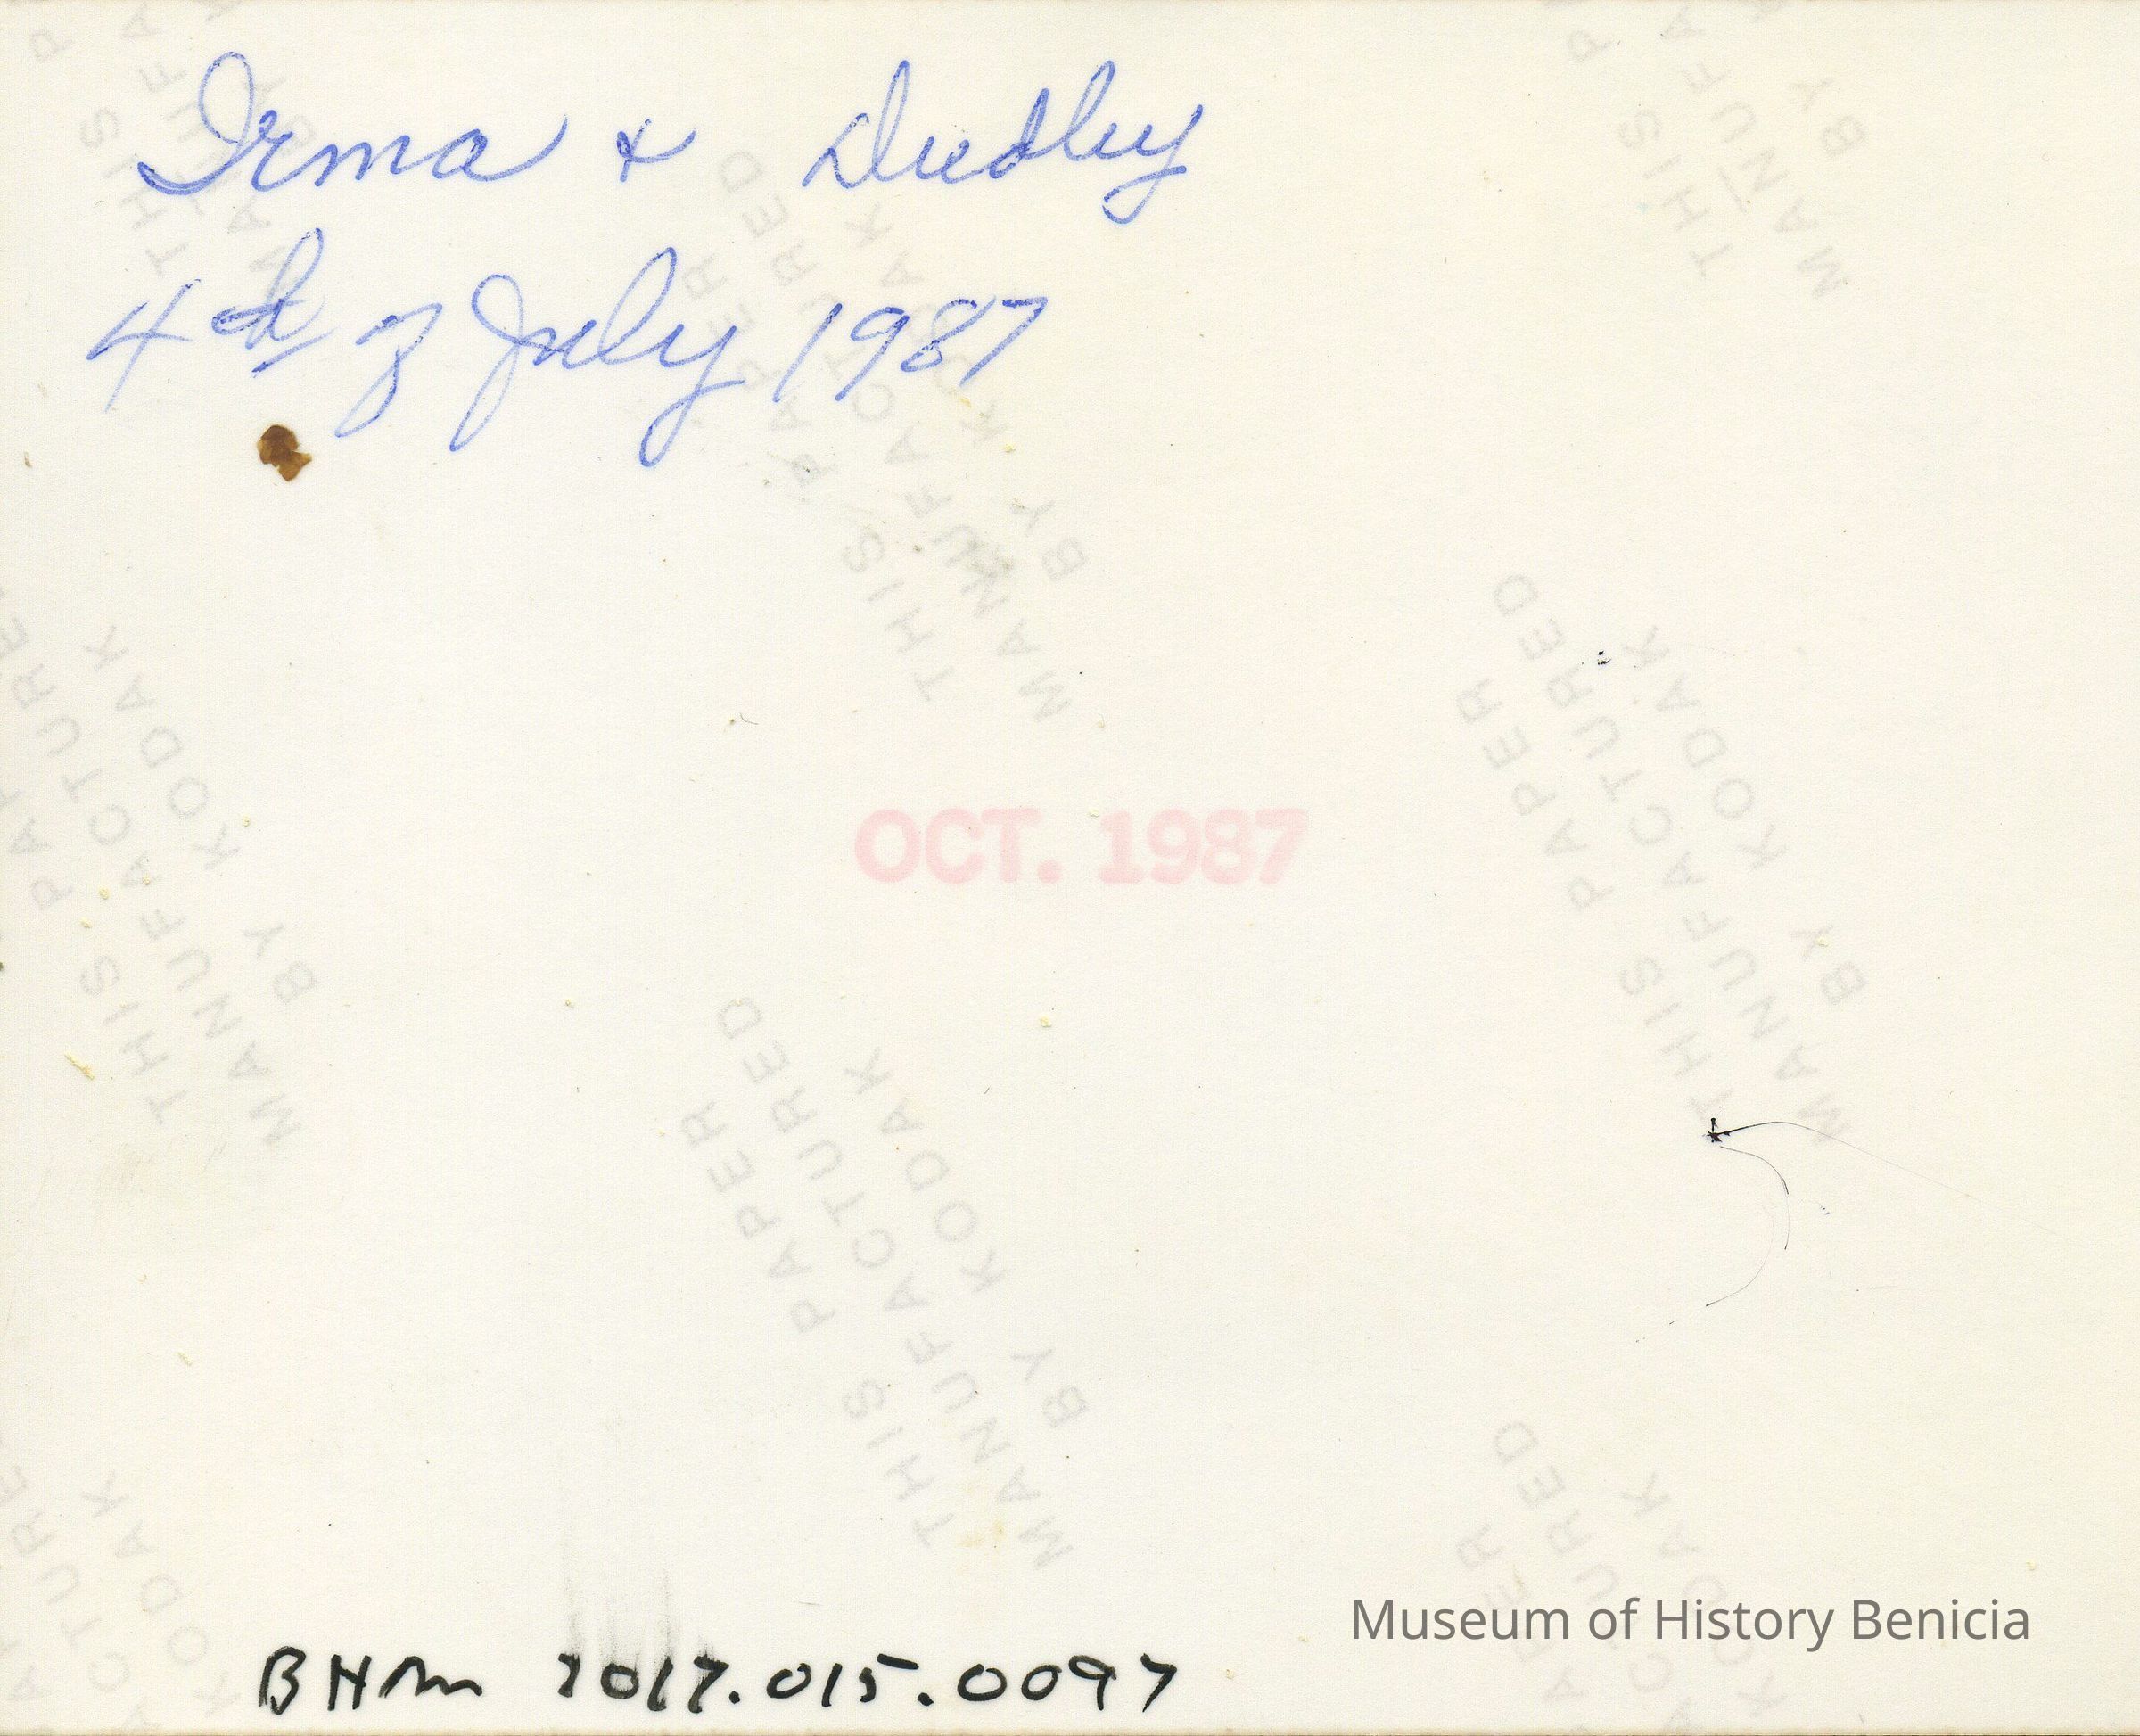 Irma + Dudley
4th of July 1987
OCT. 1987
THIS PAPER
MANUFACTURED
BY KODAK
Museum of History Benicia
BHM 2017.015.0097